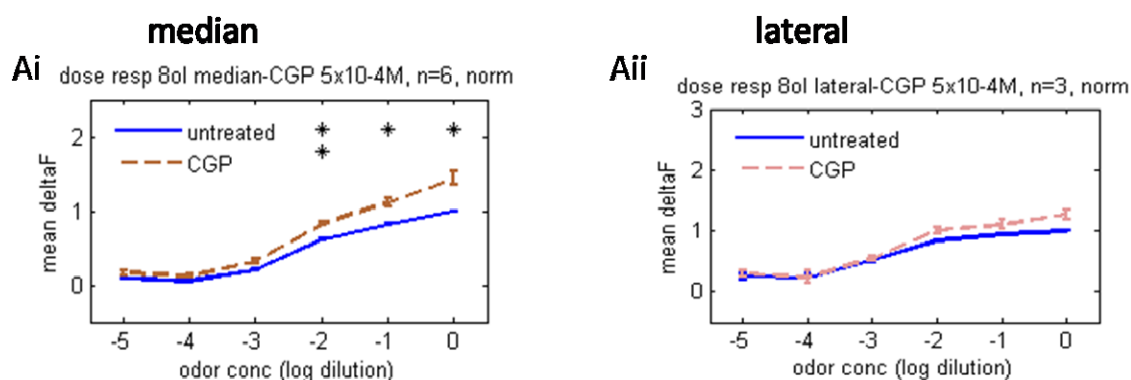 median
Ai
dose resp 8ol median-CGP 5x10-4M, n=6, norm
2
1
0
mean deltaF
untreated
CGP
* * *
*
-5 -4 -3 -2 -1 0
odor conc (log dilution)
lateral
Aii
dose resp 8ol lateral-CGP 5x10-4M, n=3, norm
3
2
1
0
mean deltaF
untreated
CGP
-5 -4 -3 -2 -1 0
odor conc (log dilution)